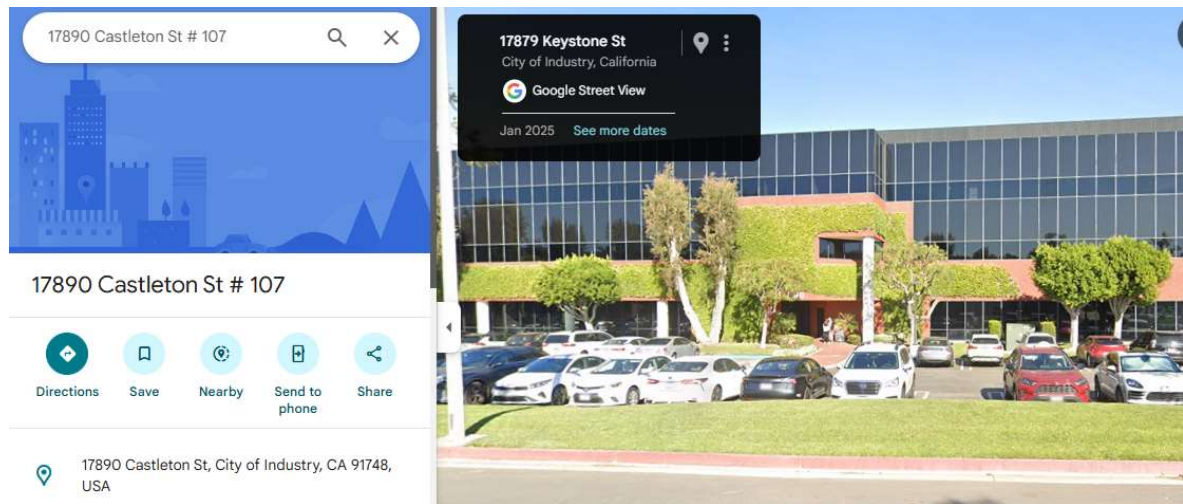 17890 Castleton St # 107
17890 Castleton St # 107
Directions
Save
Nearby
Send to
phone
Share
17890 Castleton St, City of Industry, CA 91748,
USA
17879 Keystone St
City of Industry, California
Google Street View
Jan 2025 See more dates